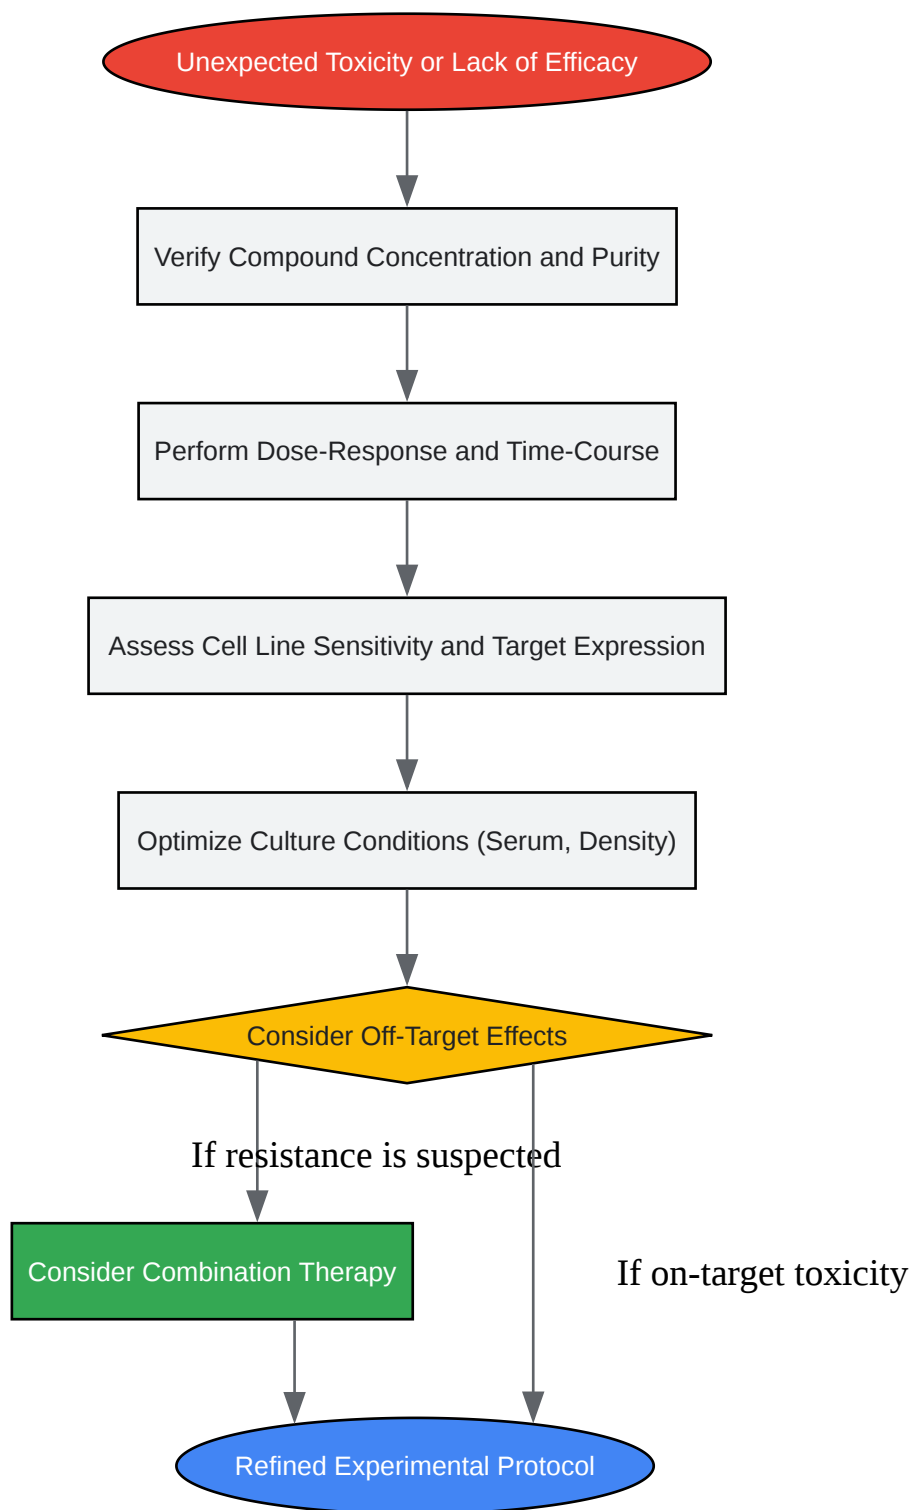 Unexpected Toxicity or Lack of Efficacy
Verify Compound Concentration and Purity
Perform Dose-Response and Time-Course
Assess Cell Line Sensitivity and Target Expression
Optimize Culture Conditions (Serum, Density)
Consider Off-Target Effects
If resistance is suspected
Consider Combination Therapy
If on-target toxicity
Refined Experimental Protocol